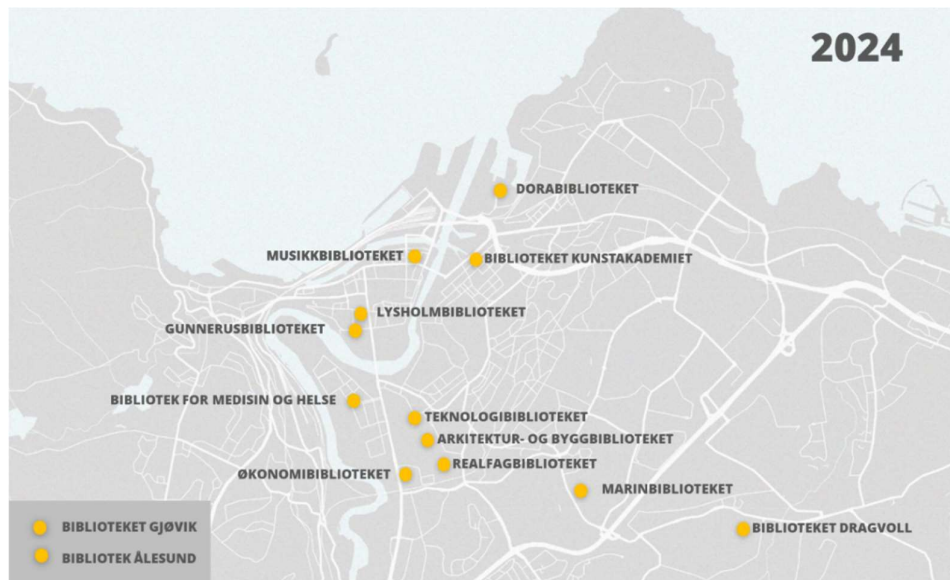 2024
DORABIBLIOTEKET
MUSIKKBIBLIOTEKET
BIBLIOTEKET KUNSTAKADEMIET
LYSHOLMBIBLIOTEKET
GUNNERUSBIBLIOTEKET
BIBLIOTEK FOR MEDISIN OG HELSE
TEKNOLOGIBIBLIOTEKET
ARKITEKTUR- OG BYGGBIBLIOTEKET
REALFAGBIBLIOTEKET
ØKONOMIBIBLIOTEKET
MARINBIBLIOTEKET
BIBLIOTEKET DRAGVOLL
BIBLIOTEKET GJØVIK
BIBLIOTEK ÅLESUND